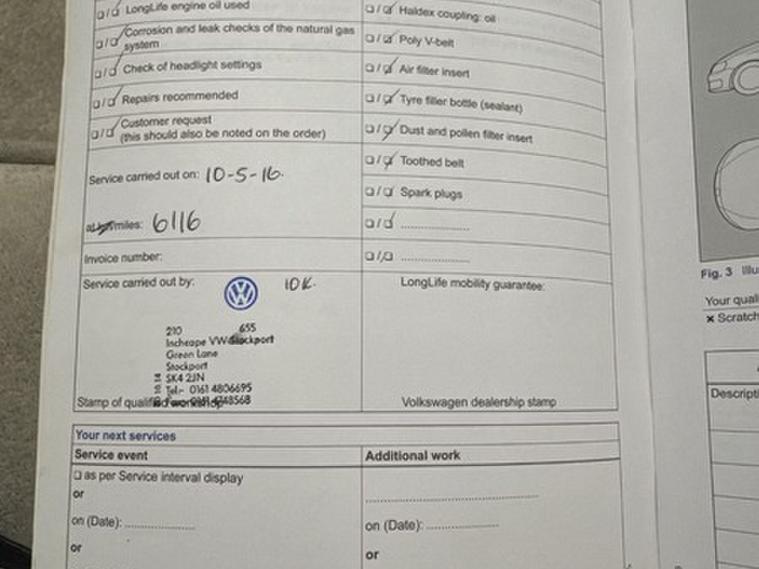 ❏/❏ LongLife engine oil used
❏/❏ Corrosion and leak checks of the natural gas
system
❏/❏ Check of headlight settings
❏/❏ Repairs recommended
❏/❏ Customer request
(this should also be noted on the order)
Service carried out on: 10-5-16.
miles: 6116
Invoice number:
Service carried out by: 10K.
210 655
Inchcape VW Stockport
Green Lane
Stockport
SK4 2JN
Tel:- 0161 4806695
Stamp of qualified workshop
❏/❏ Haldex coupling: oil
❏/❏ Poly V-belt
❏/❏ Air filter insert
❏/❏ Tyre filler bottle (sealant)
❏/❏ Dust and pollen filter insert
❏/❏ Toothed belt
❏/❏ Spark plugs
❏/❏ ....................
❏/❏ ....................
LongLife mobility guarantee:
Volkswagen dealership stamp
Your next services
Service event
❏ as per Service interval display
or
on (Date): ....................
or
Additional work
..................................................
on (Date): ....................
or
Fig. 3 Illu
Your quali
× Scratch
Descripti